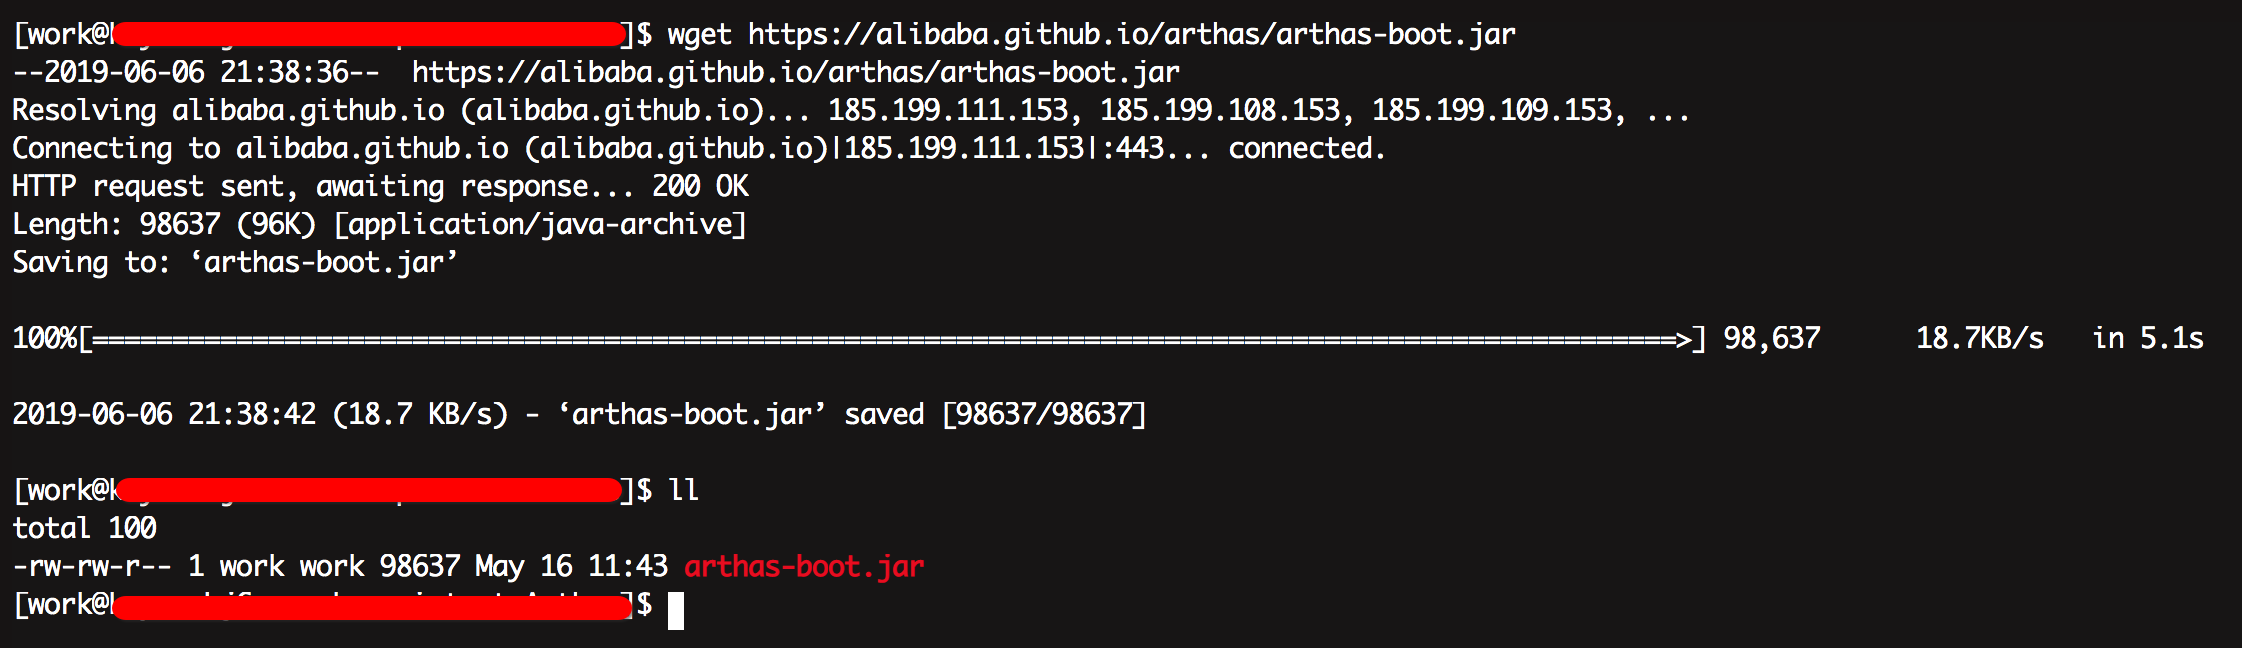 [work@ ]$ wget https://alibaba.github.io/arthas/arthas-boot.jar
--2019-06-06 21:38:36--  https://alibaba.github.io/arthas/arthas-boot.jar
Resolving alibaba.github.io (alibaba.github.io)... 185.199.111.153, 185.199.108.153, 185.199.109.153, ...
Connecting to alibaba.github.io (alibaba.github.io)|185.199.111.153|:443... connected.
HTTP request sent, awaiting response... 200 OK
Length: 98637 (96K) [application/java-archive]
Saving to: ‘arthas-boot.jar’
100%[===================================================================================================>] 98,637      18.7KB/s   in 5.1s
2019-06-06 21:38:42 (18.7 KB/s) - ‘arthas-boot.jar’ saved [98637/98637]
[work@ ]$ ll
total 100
-rw-rw-r-- 1 work work 98637 May 16 11:43 arthas-boot.jar
[work@ ]$